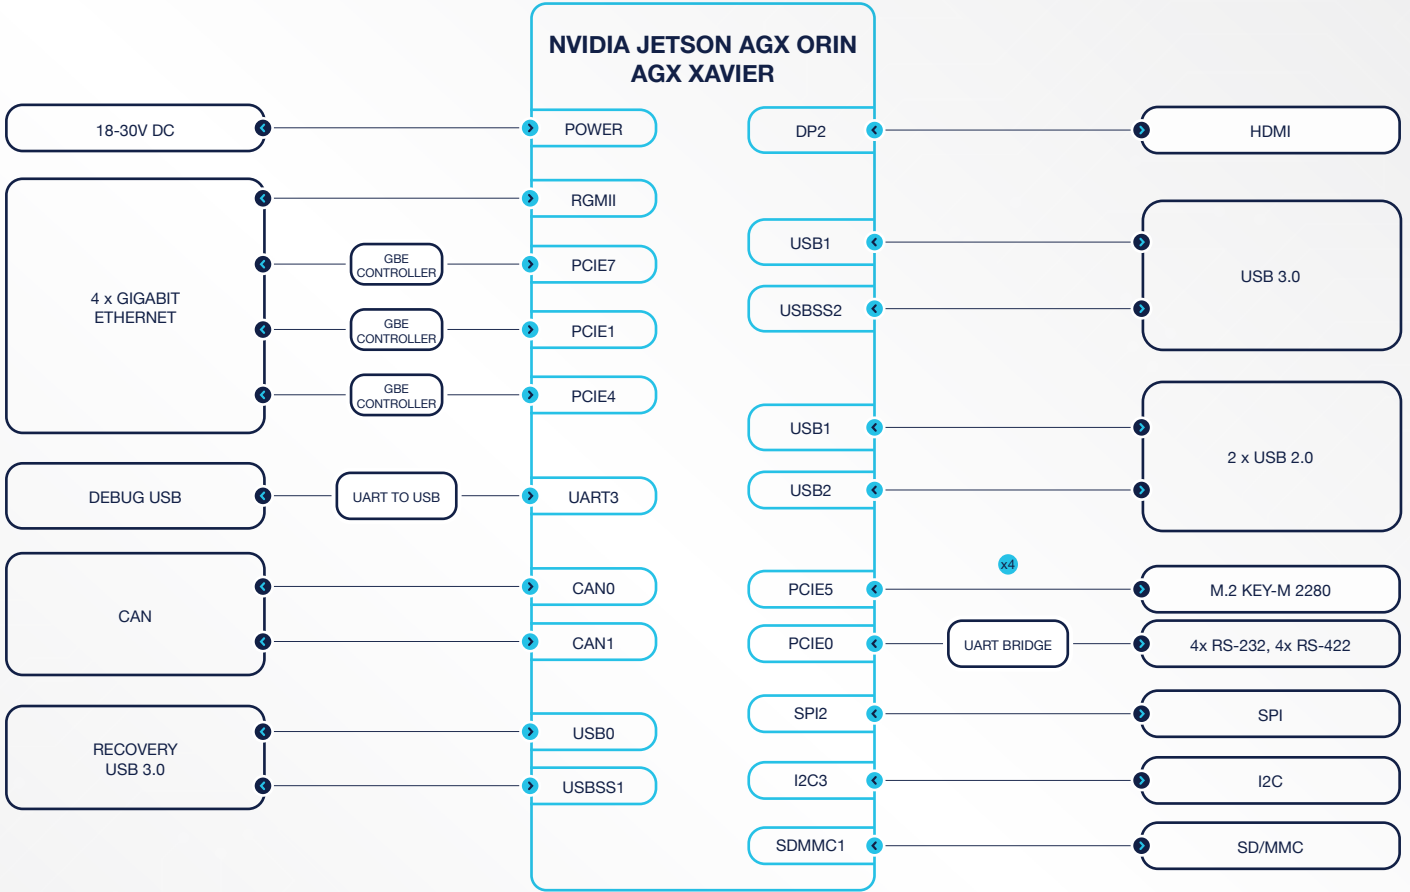 NVIDIA JETSON AGX ORIN
AGX XAVIER
18-30V DC
POWER
DP2
HDMI
RGMII
4 x GIGABIT
ETHERNET
GBE
CONTROLLER
PCIE7
GBE
CONTROLLER
PCIE1
GBE
CONTROLLER
PCIE4
USB1
USBSS2
USB 3.0
USB1
USB2
2 x USB 2.0
DEBUG USB
UART TO USB
UART3
CAN
CAN0
CAN1
x4
PCIE5
M.2 KEY-M 2280
PCIE0
UART BRIDGE
4x RS-232, 4x RS-422
RECOVERY
USB 3.0
USB0
USBSS1
SPI2
SPI
I2C3
I2C
SDMMC1
SD/MMC